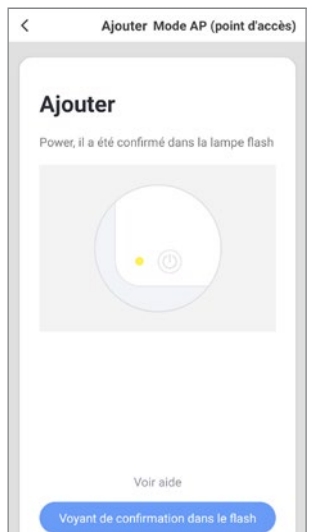 Ajouter Mode AP (point d'accès)
Ajouter
Power, il a été confirmé dans la lampe flash
Voir aide
Voyant de confirmation dans le flash